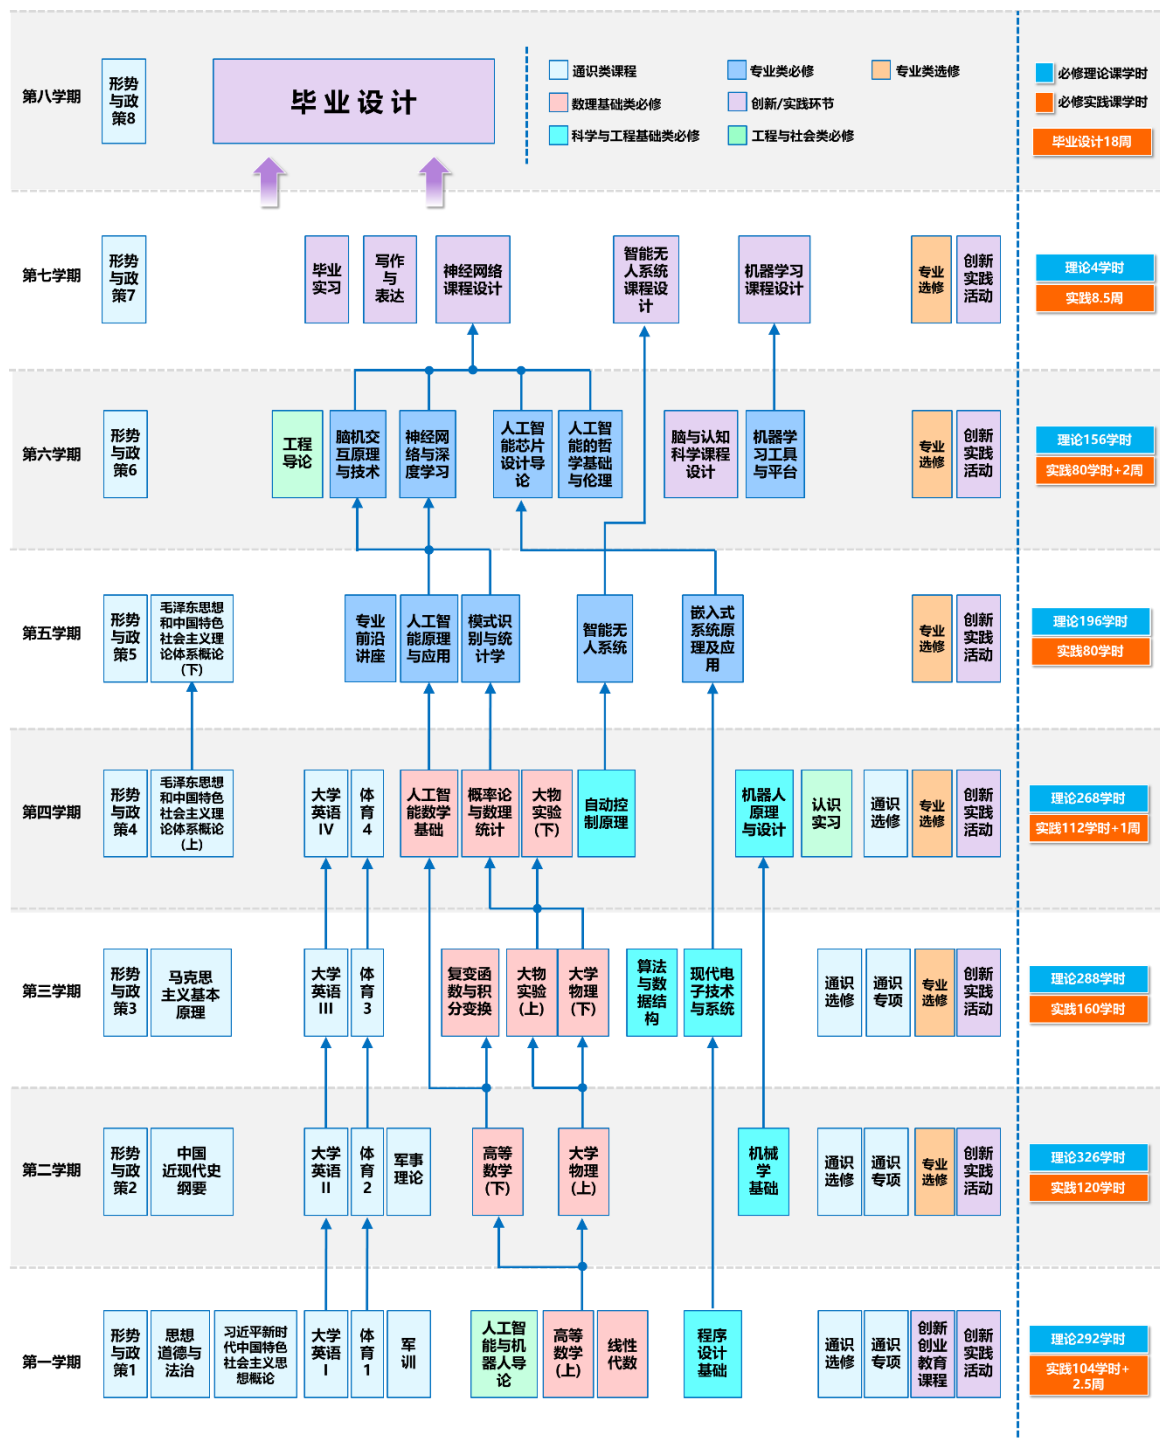 第八学期
形势
与政
策8
毕业设计
通识类课程
专业类必修
专业类选修
数理基础类必修
创新/实践环节
科学与工程基础类必修
工程与社会类必修
必修理论课学时
必修实践课学时
毕业设计18周
第七学期
形势
与政
策7
毕业
实习
写作
与
表达
神经网络
课程设计
智能无
人系统
课程设
计
机器学习
课程设计
专业
选修
创新
实践
活动
理论4学时
实践8.5周
第六学期
形势
与政
策6
工程
导论
脑机交
互原理
与技术
神经网
络与深
度学习
人工智
能芯片
设计导
论
人工智
能的哲
学基础
与伦理
脑与认知
科学课程
设计
机器学
习工具
与平台
专业
选修
创新
实践
活动
理论156学时
实践80学时+2周
第五学期
形势
与政
策5
毛泽东思想
和中国特色
社会主义理
论体系概论
(下)
专业
前沿
讲座
人工智
能原理
与应用
模式识
别与统
计学
智能无
人系统
嵌入式
系统原
理及应
用
专业
选修
创新
实践
活动
理论196学时
实践80学时
第四学期
形势
与政
策4
毛泽东思想
和中国特色
社会主义理
论体系概论
(上)
大学
英语
IV
体
育
4
人工智
能数学
基础
概率论
与数理
统计
大物
实验
(下)
自动控
制原理
机器人
原理
与设计
认识
实习
通识
选修
专业
选修
创新
实践
活动
理论268学时
实践112学时+1周
第三学期
形势
与政
策3
马克思
主义基本
原理
大学
英语
III
体
育
3
复变函
数与积
分变换
大物
实验
(上)
大学
物理
(下)
算法
与数
据结
构
现代电
子技术
与系统
通识
选修
通识
专项
专业
选修
创新
实践
活动
理论288学时
实践160学时
第二学期
形势
与政
策2
中国
近现代史
纲要
大学
英语
II
体
育
2
军事
理论
高等
数学
(下)
大学
物理
(上)
机械
学
基础
通识
选修
通识
专项
专业
选修
创新
实践
活动
理论326学时
实践120学时
第一学期
形势
与政
策1
思想
道德与
法治
习近平新时
代中国特色
社会主义思
想概论
大学
英语
I
体
育
1
军
训
人工智
能与机
器人导
论
高等
数学
(上)
线性
代数
程序
设计
基础
通识
选修
通识
专项
创新
创业
教育
课程
创新
实践
活动
理论292学时
实践104学时+
2.5周